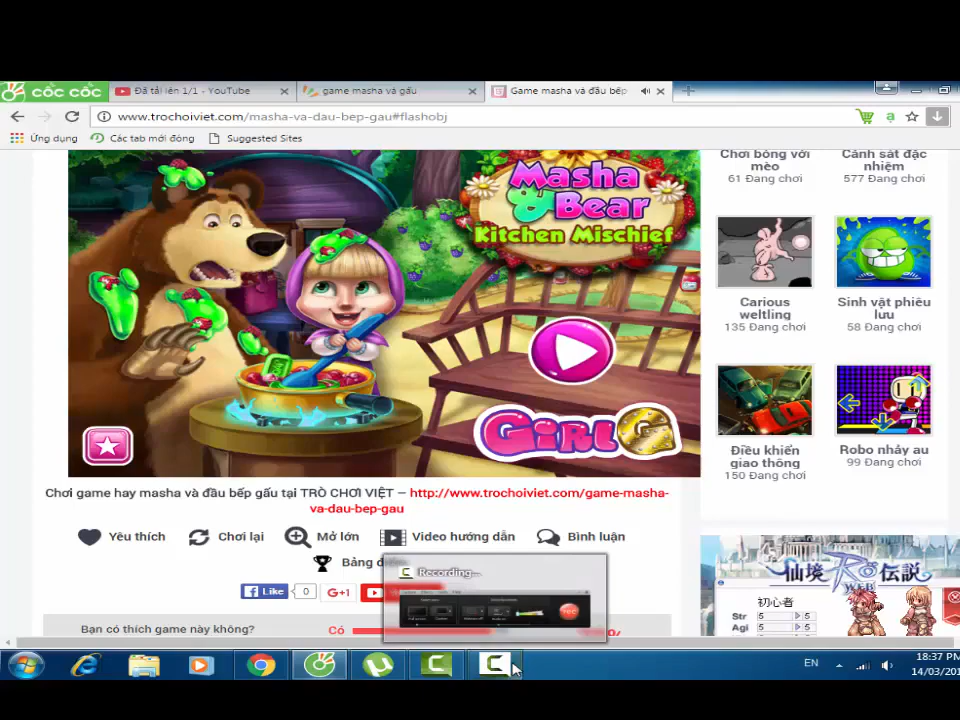 cốc cốc
Đã tải lên 1/1 - YouTube
game masha và gấu
Game masha và đầu bếp
www.trochoiviet.com/masha-va-dau-bep-gau#flashobj
Ứng dụng
Các tab mới đóng
Suggested Sites
Masha
& Bear
Kitchen Mischief
GirlG
Chơi bóng với
mèo
61 Đang chơi
Cảnh sát đặc
nhiệm
577 Đang chơi
Carious
weltling
135 Đang chơi
Sinh vật phiêu
lưu
58 Đang chơi
Điều khiển
giao thông
150 Đang chơi
Robo nhảy au
99 Đang chơi
Chơi game hay masha và đầu bếp gấu tại TRÒ CHƠI VIỆT – http://www.trochoiviet.com/game-masha-
va-dau-bep-gau
Yêu thích
Chơi lại
Mở lớn
Video hướng dẫn
Bình luận
Bảng
Like
0
G+1
Recording...
rec
Bạn có thích game này không?
Có
仙境 RO 伝説
WEB
初心者
Str 5 5
Agi 5 5
EN
18:37 PM
14/03/201